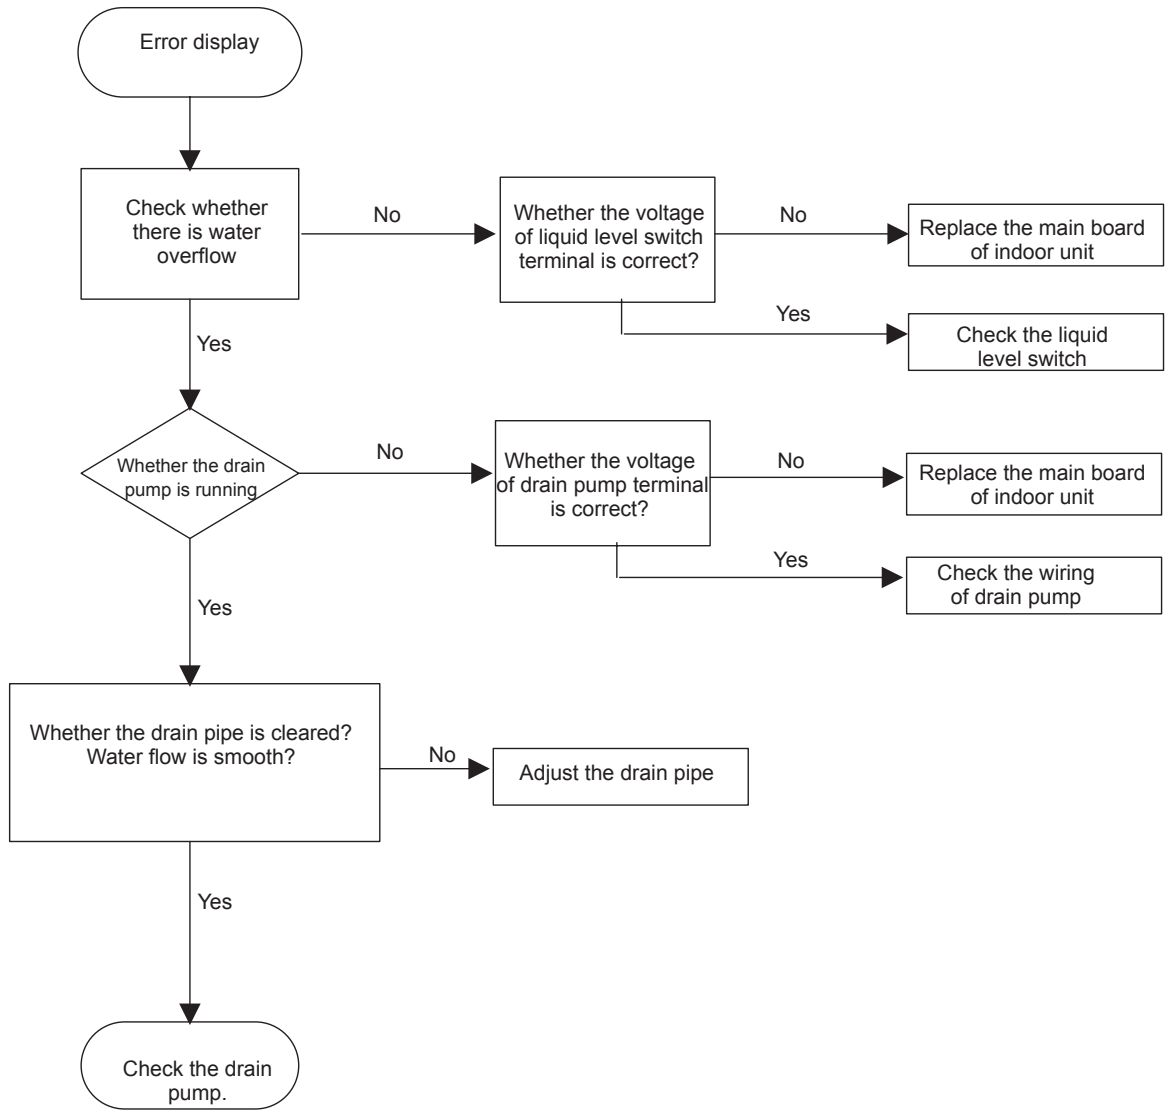 Error display
Check whether
there is water
overflow
No
Whether the voltage
of liquid level switch
terminal is correct?
No
Replace the main board
of indoor unit
Yes
Check the liquid
level switch
Yes
Whether the drain
pump is running
No
Whether the voltage
of drain pump terminal
is correct?
No
Replace the main board
of indoor unit
Yes
Check the wiring
of drain pump
Yes
Whether the drain pipe is cleared?
Water flow is smooth?
No
Adjust the drain pipe
Yes
Check the drain
pump.